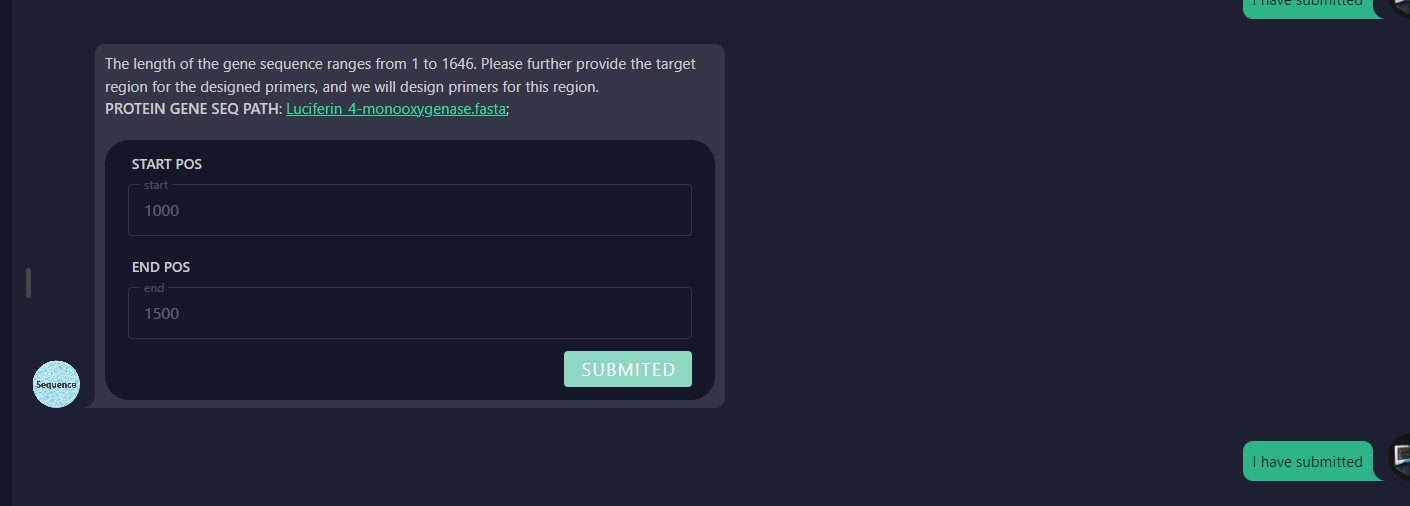 I have submitted
The length of the gene sequence ranges from 1 to 1646. Please further provide the target
region for the designed primers, and we will design primers for this region.
PROTEIN GENE SEQ PATH: Luciferin_4-monooxygenase.fasta;
START POS
start
1000
END POS
end
1500
SUBMITED
Sequence
I have submitted